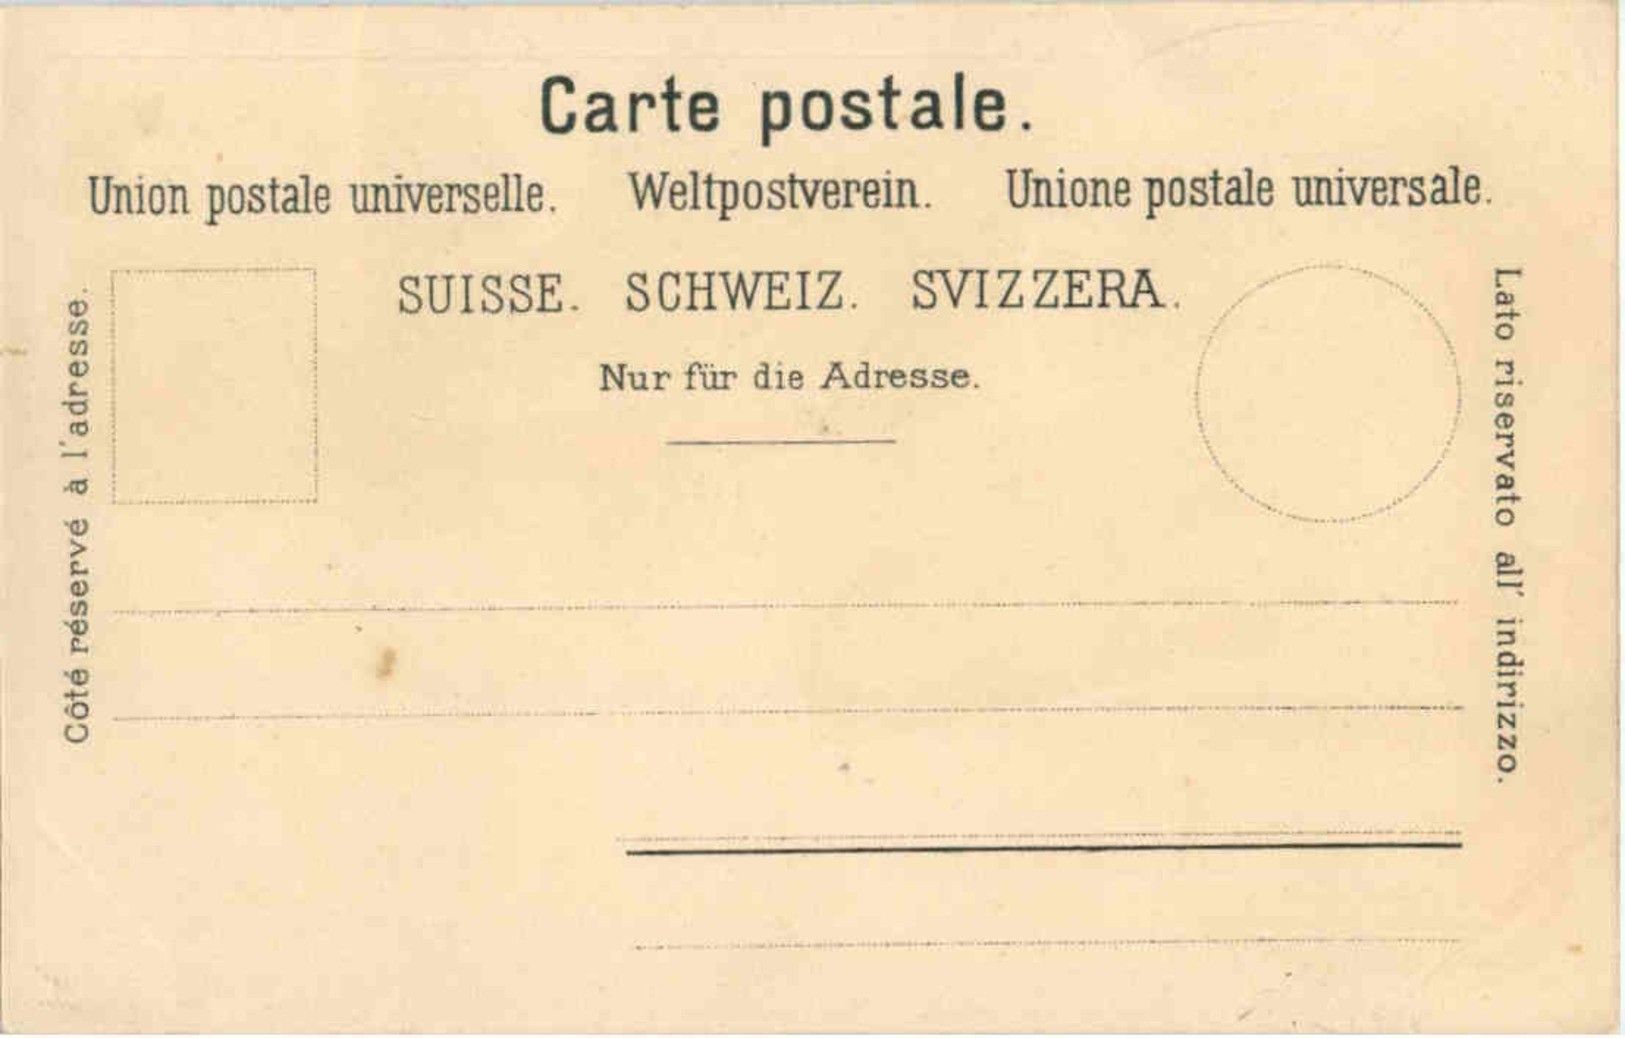 Carte postale.
Union postale universelle. Weltpostverein. Unione postale universale.
SUISSE. SCHWEIZ. SVIZZERA.
Nur für die Adresse.
Côté réservé à l'adresse.
Lato riservato all' indirizzo.